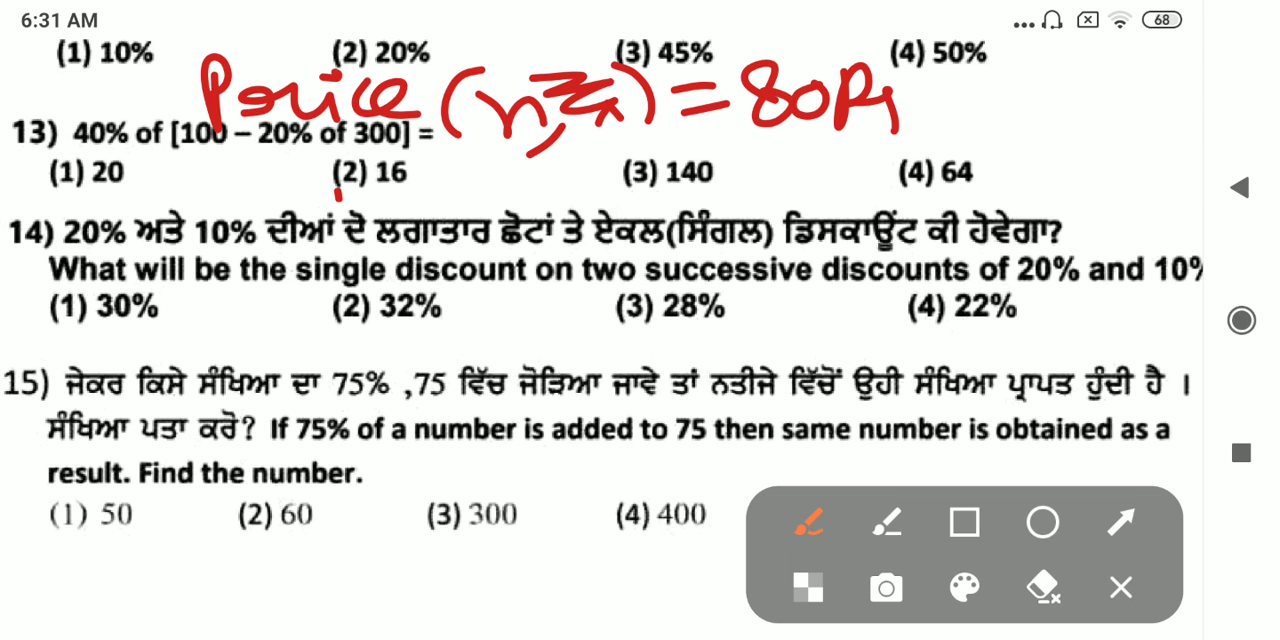 6:31 AM
68
(1) 10% (2) 20% (3) 45% (4) 50%
Price ( ) = 80
13) 40% of [100 – 20% of 300] =
(1) 20 (2) 16 (3) 140 (4) 64
14) 20% ਅਤੇ 10% ਦੀਆਂ ਦੋ ਲਗਾਤਾਰ ਛੋਟਾਂ ਤੇ ਏਕਲ(ਸਿੰਗਲ) ਡਿਸਕਾਊਂਟ ਕੀ ਹੋਵੇਗਾ?
What will be the single discount on two successive discounts of 20% and 10%
(1) 30% (2) 32% (3) 28% (4) 22%
15) ਜੇਕਰ ਕਿਸੇ ਸੰਖਿਆ ਦਾ 75% ,75 ਵਿੱਚ ਜੋੜਿਆ ਜਾਵੇ ਤਾਂ ਨਤੀਜੇ ਵਿੱਚੋਂ ਉਹੀ ਸੰਖਿਆ ਪ੍ਰਾਪਤ ਹੁੰਦੀ ਹੈ ।
ਸੰਖਿਆ ਪਤਾ ਕਰੋ? If 75% of a number is added to 75 then same number is obtained as a
result. Find the number.
(1) 50 (2) 60 (3) 300 (4) 400